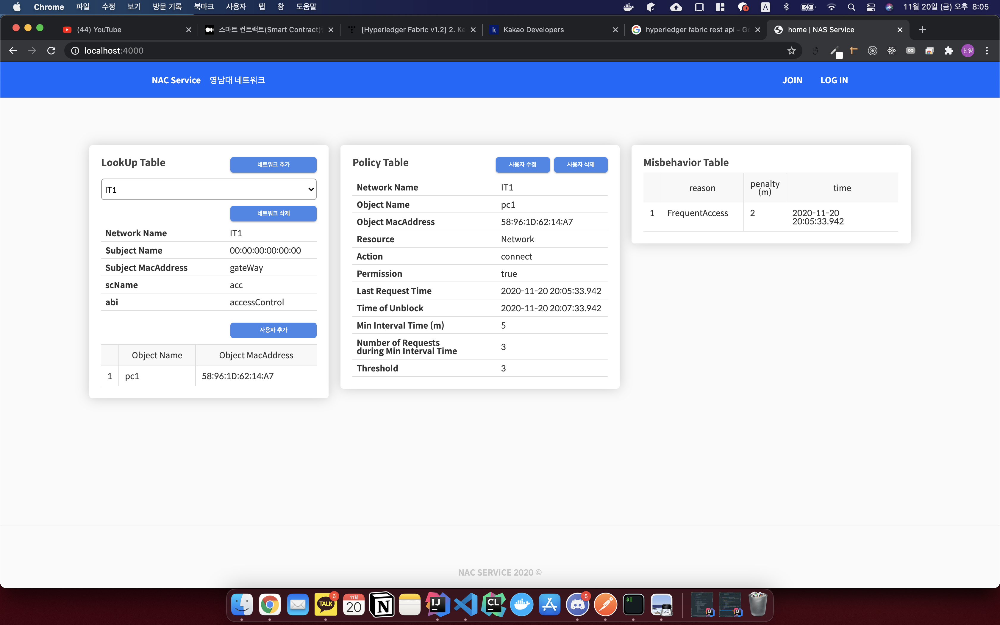 Chrome 파일 수정 보기 방문 기록 북마크 사용자 탭 창 도움말 A 11월 20일 (금) 오후 8:05
(44) YouTube 스마트 컨트랙트(Smart Contract) [Hyperledger Fabric v1.2] 2. Ke k Kakao Developers hyperledger fabric rest api - Go home | NAS Service
localhost:4000 찬영
NAC Service 영남대 네트워크 JOIN LOG IN
LookUp Table 네트워크 추가
IT1
네트워크 삭제
Network Name IT1
Subject Name 00:00:00:00:00:00
Subject MacAddress gateWay
scName acc
abi accessControl
사용자 추가
Object Name Object MacAddress
1 pc1 58:96:1D:62:14:A7
Policy Table 사용자 수정 사용자 삭제
Network Name IT1
Object Name pc1
Object MacAddress 58:96:1D:62:14:A7
Resource Network
Action connect
Permission true
Last Request Time 2020-11-20 20:05:33.942
Time of Unblock 2020-11-20 20:07:33.942
Min Interval Time (m) 5
Number of Requests
during Min Interval Time 3
Threshold 3
Misbehavior Table
reason penalty
(m) time
1 FrequentAccess 2 2020-11-20
20:05:33.942
NAC SERVICE 2020 ©
TALK 6 11월 20 N IJ CL 5 $ IJ IJ